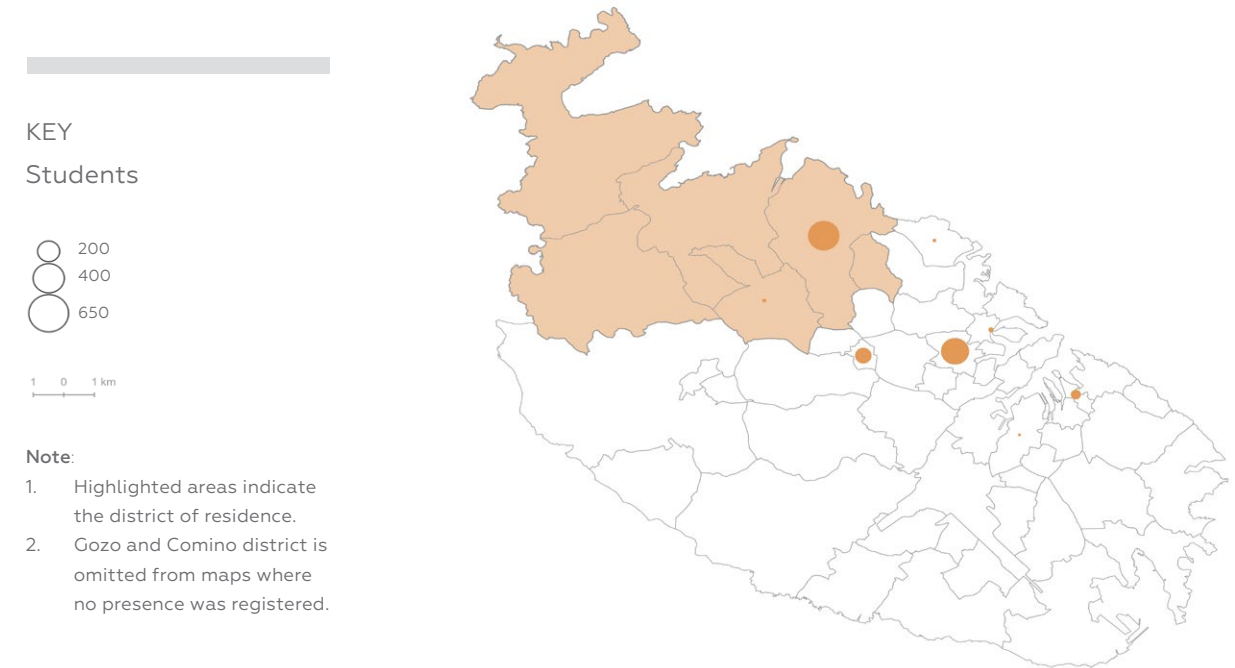 KEY
Students
200
400
650
1 0 1 km
Note:
1. Highlighted areas indicate
the district of residence.
2. Gozo and Comino district is
omitted from maps where
no presence was registered.